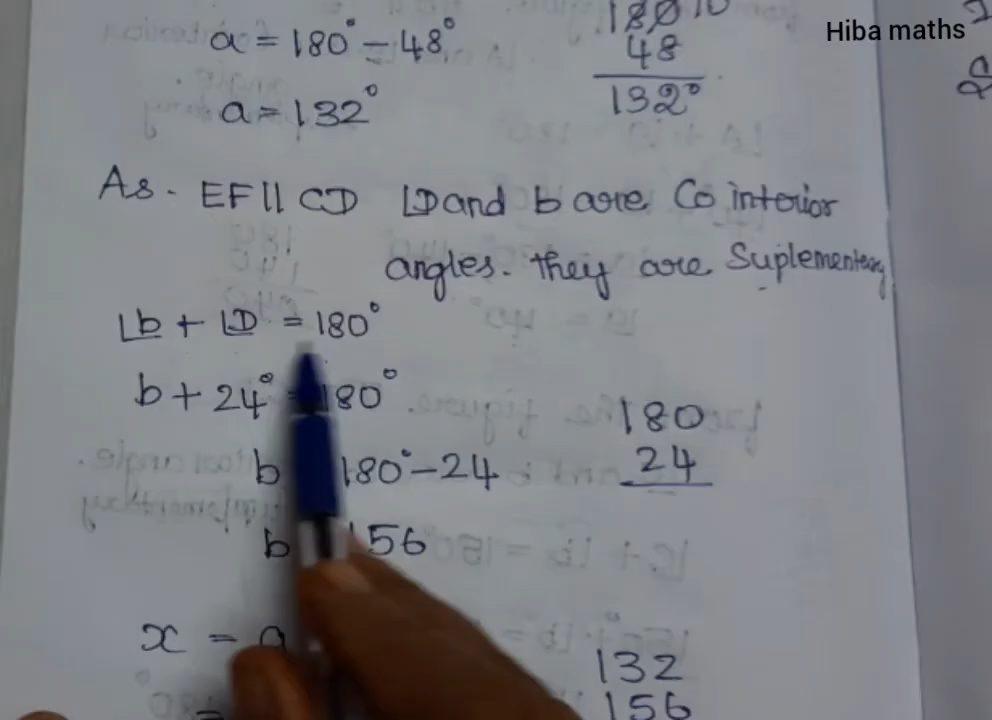 Hiba maths
a = 180° - 48°
180 10
48
132°
a = 132°
As. EF || CD ∠D and b are Co interior
angles. they are Suplementary
∠b + ∠D = 180°
b + 24° = 180°
b 180° - 24
180
24
b 156
x = a
132
156
=